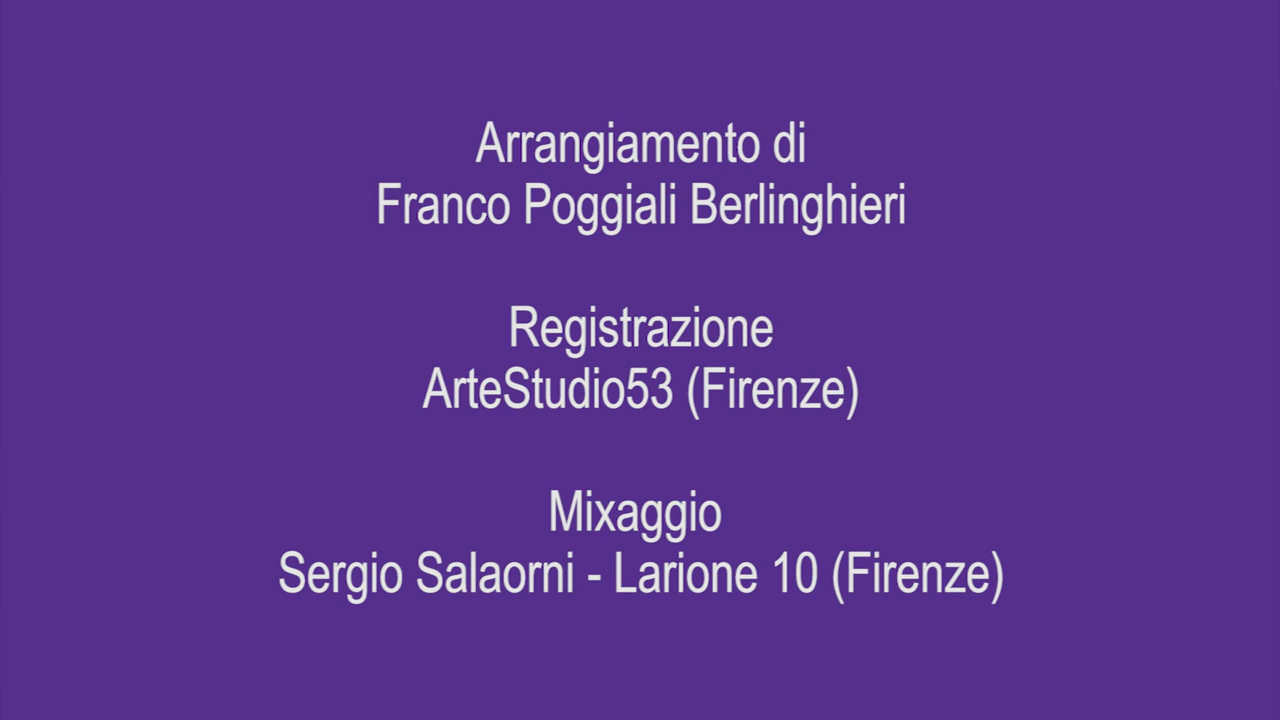 Arrangiamento di
Franco Poggiali Berlinghieri
Registrazione
ArteStudio53 (Firenze)
Mixaggio
Sergio Salaorni - Larione 10 (Firenze)